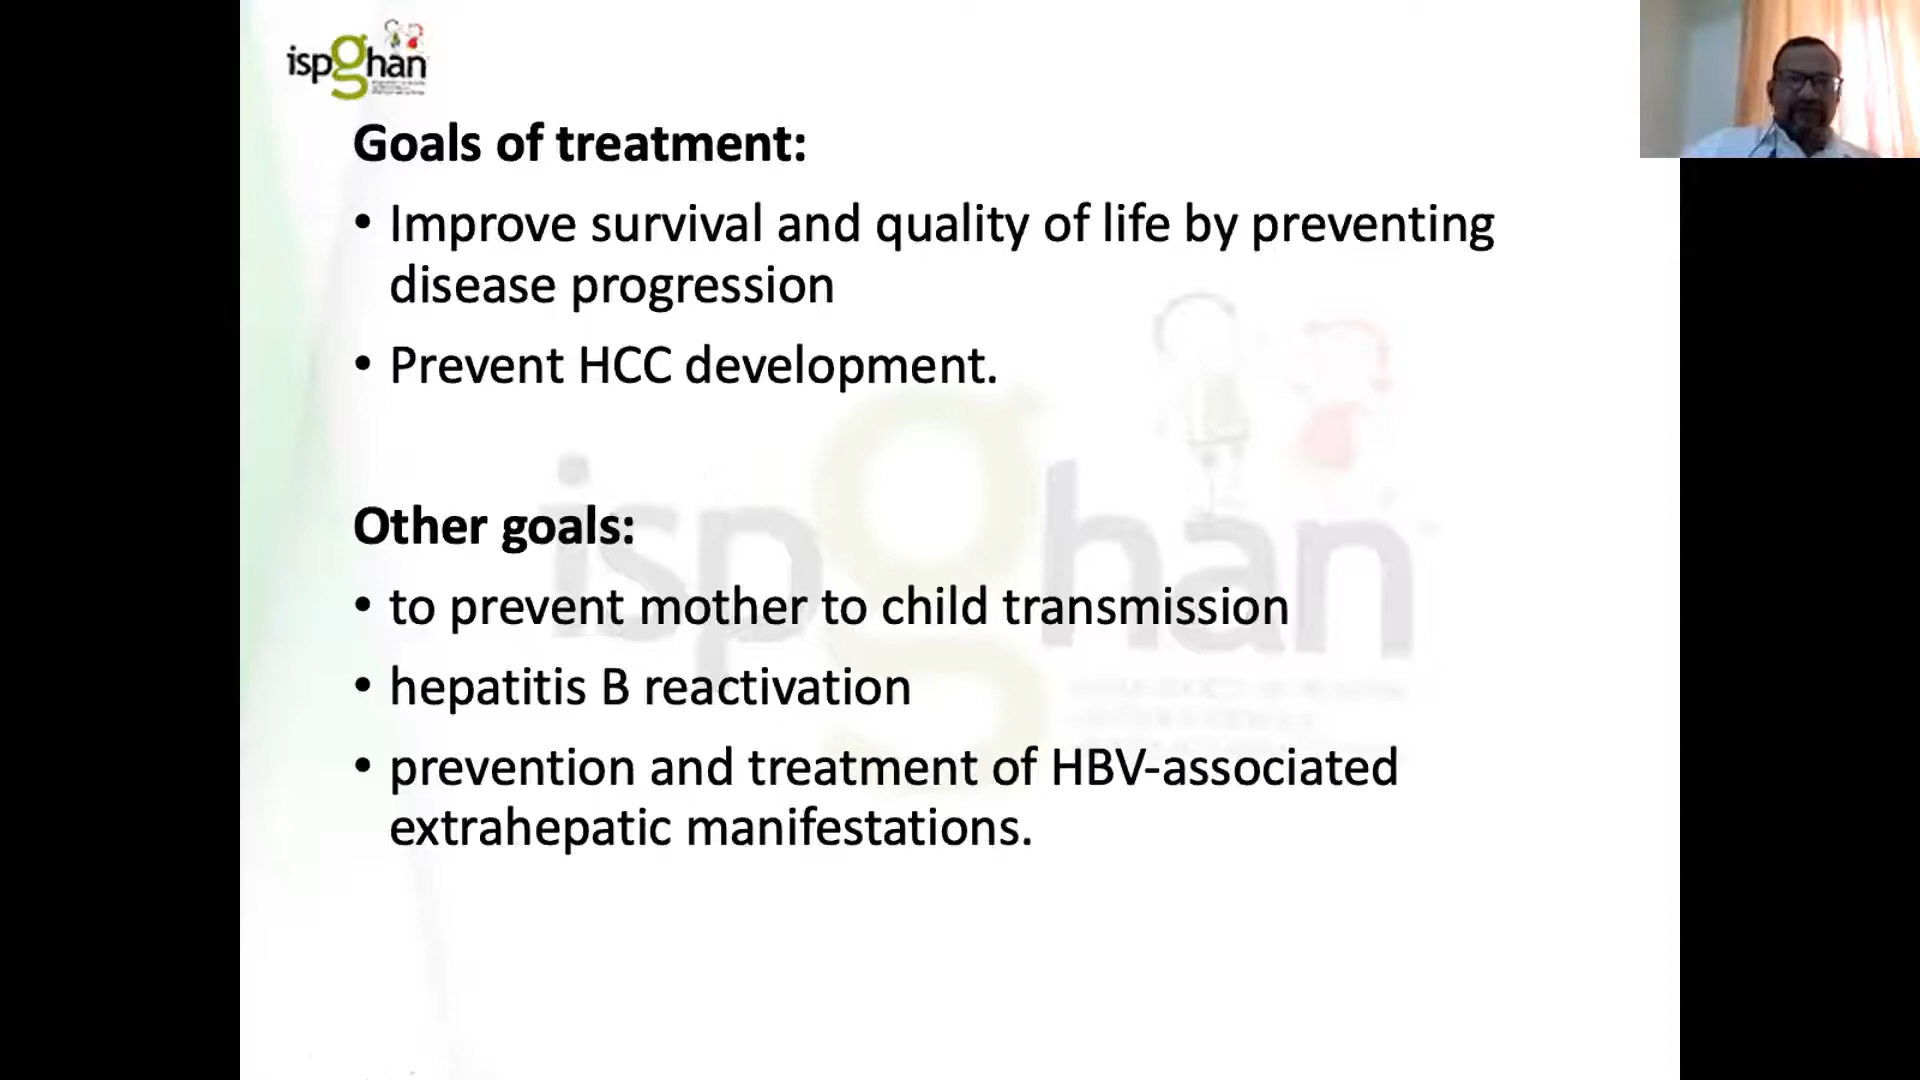 ispghan
Goals of treatment:
• Improve survival and quality of life by preventing
disease progression
• Prevent HCC development.
Other goals:
• to prevent mother to child transmission
• hepatitis B reactivation
• prevention and treatment of HBV-associated
extrahepatic manifestations.
ispghan